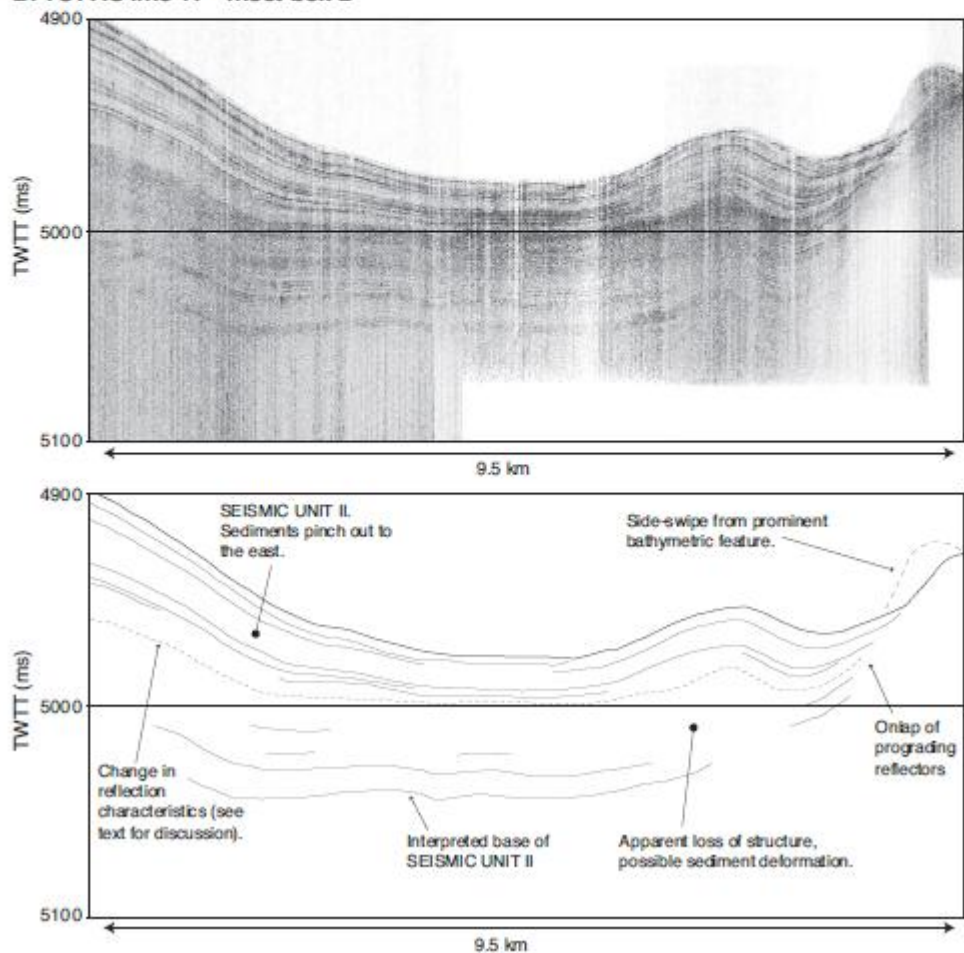 4900
TWTT (ms)
5000
5100
9.5 km
4900
SEISMIC UNIT II.
Sediments pinch out to
the east.
Side-swipe from prominent
bathymetric feature.
TWTT (ms)
5000
Change in
reflection
characteristics (see
text for discussion).
Interpreted base of
SEISMIC UNIT II
Apparent loss of structure,
possible sediment deformation.
Onlap of
prograding
reflectors
5100
9.5 km